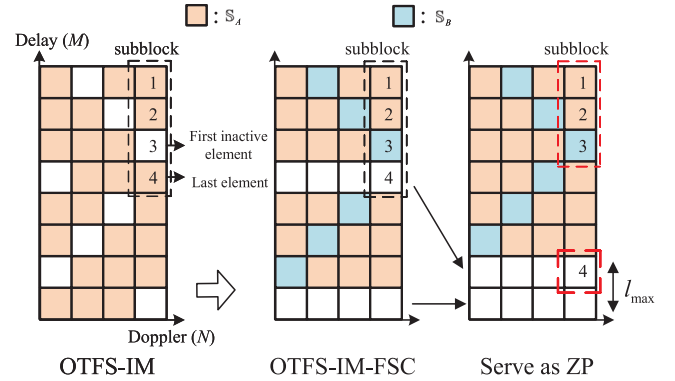 : 𝕊_A
: 𝕊_B
Delay (M)
subblock
subblock
subblock
1
2
3
4
First inactive
element
Last element
1
2
3
4
1
2
3
4
l_max
Doppler (N)
OTFS-IM
OTFS-IM-FSC
Serve as ZP